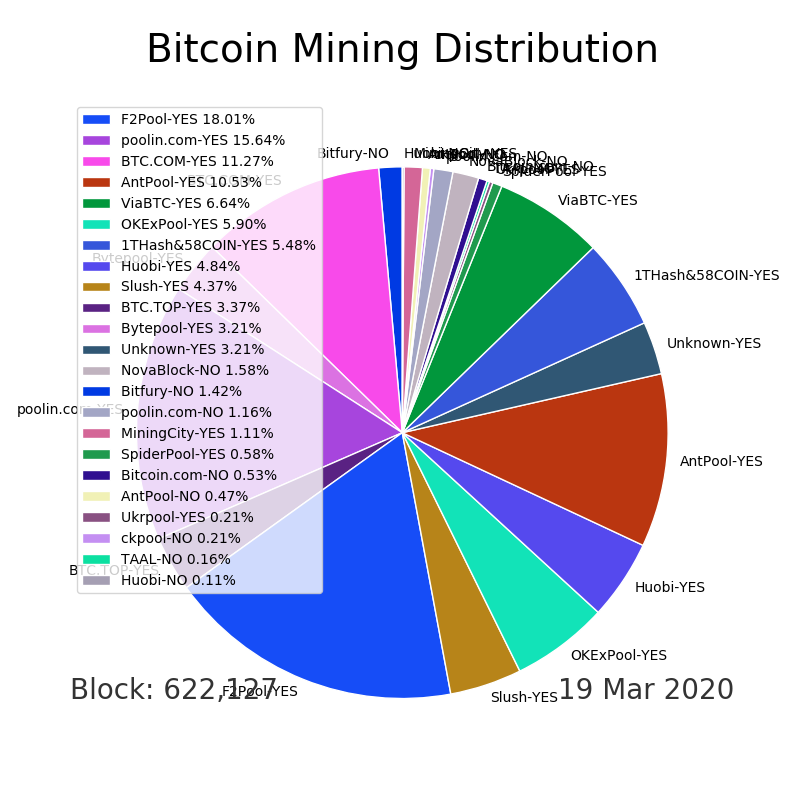 Bitcoin Mining Distribution
F2Pool-YES 18.01%
poolin.com-YES 15.64%
BTC.COM-YES 11.27%
AntPool-YES 10.53%
ViaBTC-YES 6.64%
OKExPool-YES 5.90%
1THash&58COIN-YES 5.48%
Huobi-YES 4.84%
Slush-YES 4.37%
BTC.TOP-YES 3.37%
Bytepool-YES 3.21%
Unknown-YES 3.21%
NovaBlock-NO 1.58%
Bitfury-NO 1.42%
poolin.com-NO 1.16%
MiningCity-YES 1.11%
SpiderPool-YES 0.58%
Bitcoin.com-NO 0.53%
AntPool-NO 0.47%
Ukrpool-YES 0.21%
ckpool-NO 0.21%
TAAL-NO 0.16%
Huobi-NO 0.11%
Bitfury-NO
BTC.COM-YES
Bytepool-YES
poolin.com-YES
BTC.TOP-YES
F2Pool-YES
Slush-YES
OKExPool-YES
Huobi-YES
AntPool-YES
Unknown-YES
1THash&58COIN-YES
ViaBTC-YES
SpiderPool-YES
NovaBlock-NO
Block: 622,127
19 Mar 2020